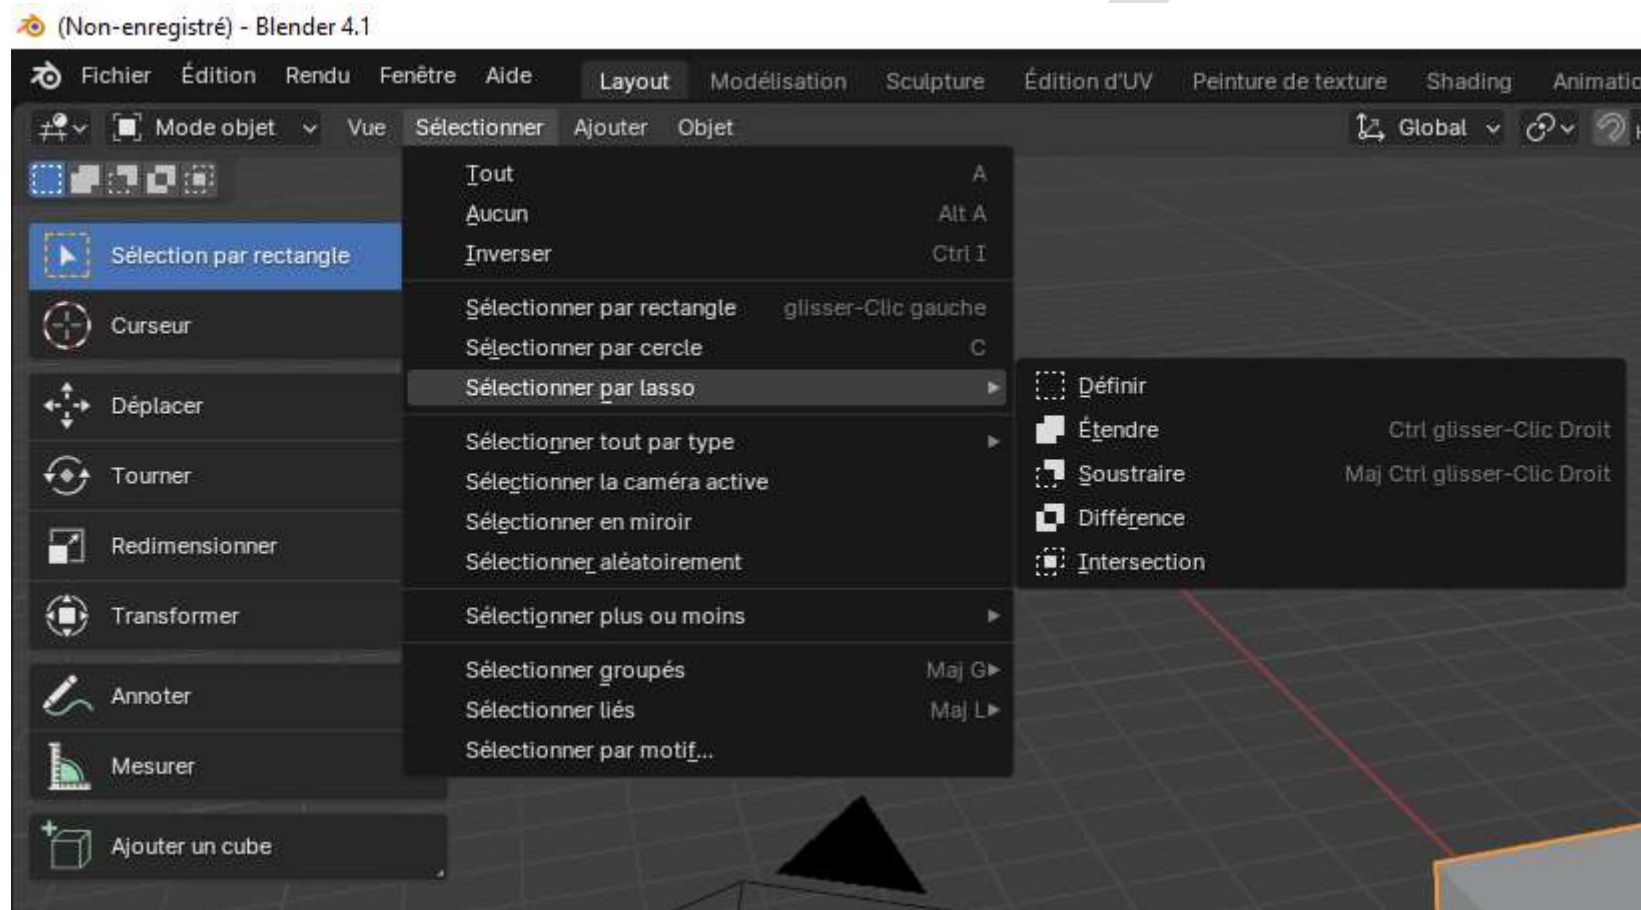 (Non-enregistré) - Blender 4.1
Fichier Édition Rendu Fenêtre Aide Layout Modélisation Sculpture Édition d'UV Peinture de texture Shading Animatio
Mode objet Vue Sélectionner Ajouter Objet Global
Tout A
Aucun Alt A
Inverser Ctrl I
Sélection par rectangle
Curseur
Déplacer
Tourner
Redimensionner
Transformer
Annoter
Mesurer
Ajouter un cube
Sélectionner par rectangle glisser-Clic gauche
Sélectionner par cercle C
Sélectionner par lasso
Sélectionner tout par type
Sélectionner la caméra active
Sélectionner en miroir
Sélectionner aléatoirement
Sélectionner plus ou moins
Sélectionner groupés Maj G
Sélectionner liés Maj L
Sélectionner par motif...
Définir
Étendre Ctrl glisser-Clic Droit
Soustraire Maj Ctrl glisser-Clic Droit
Différence
Intersection